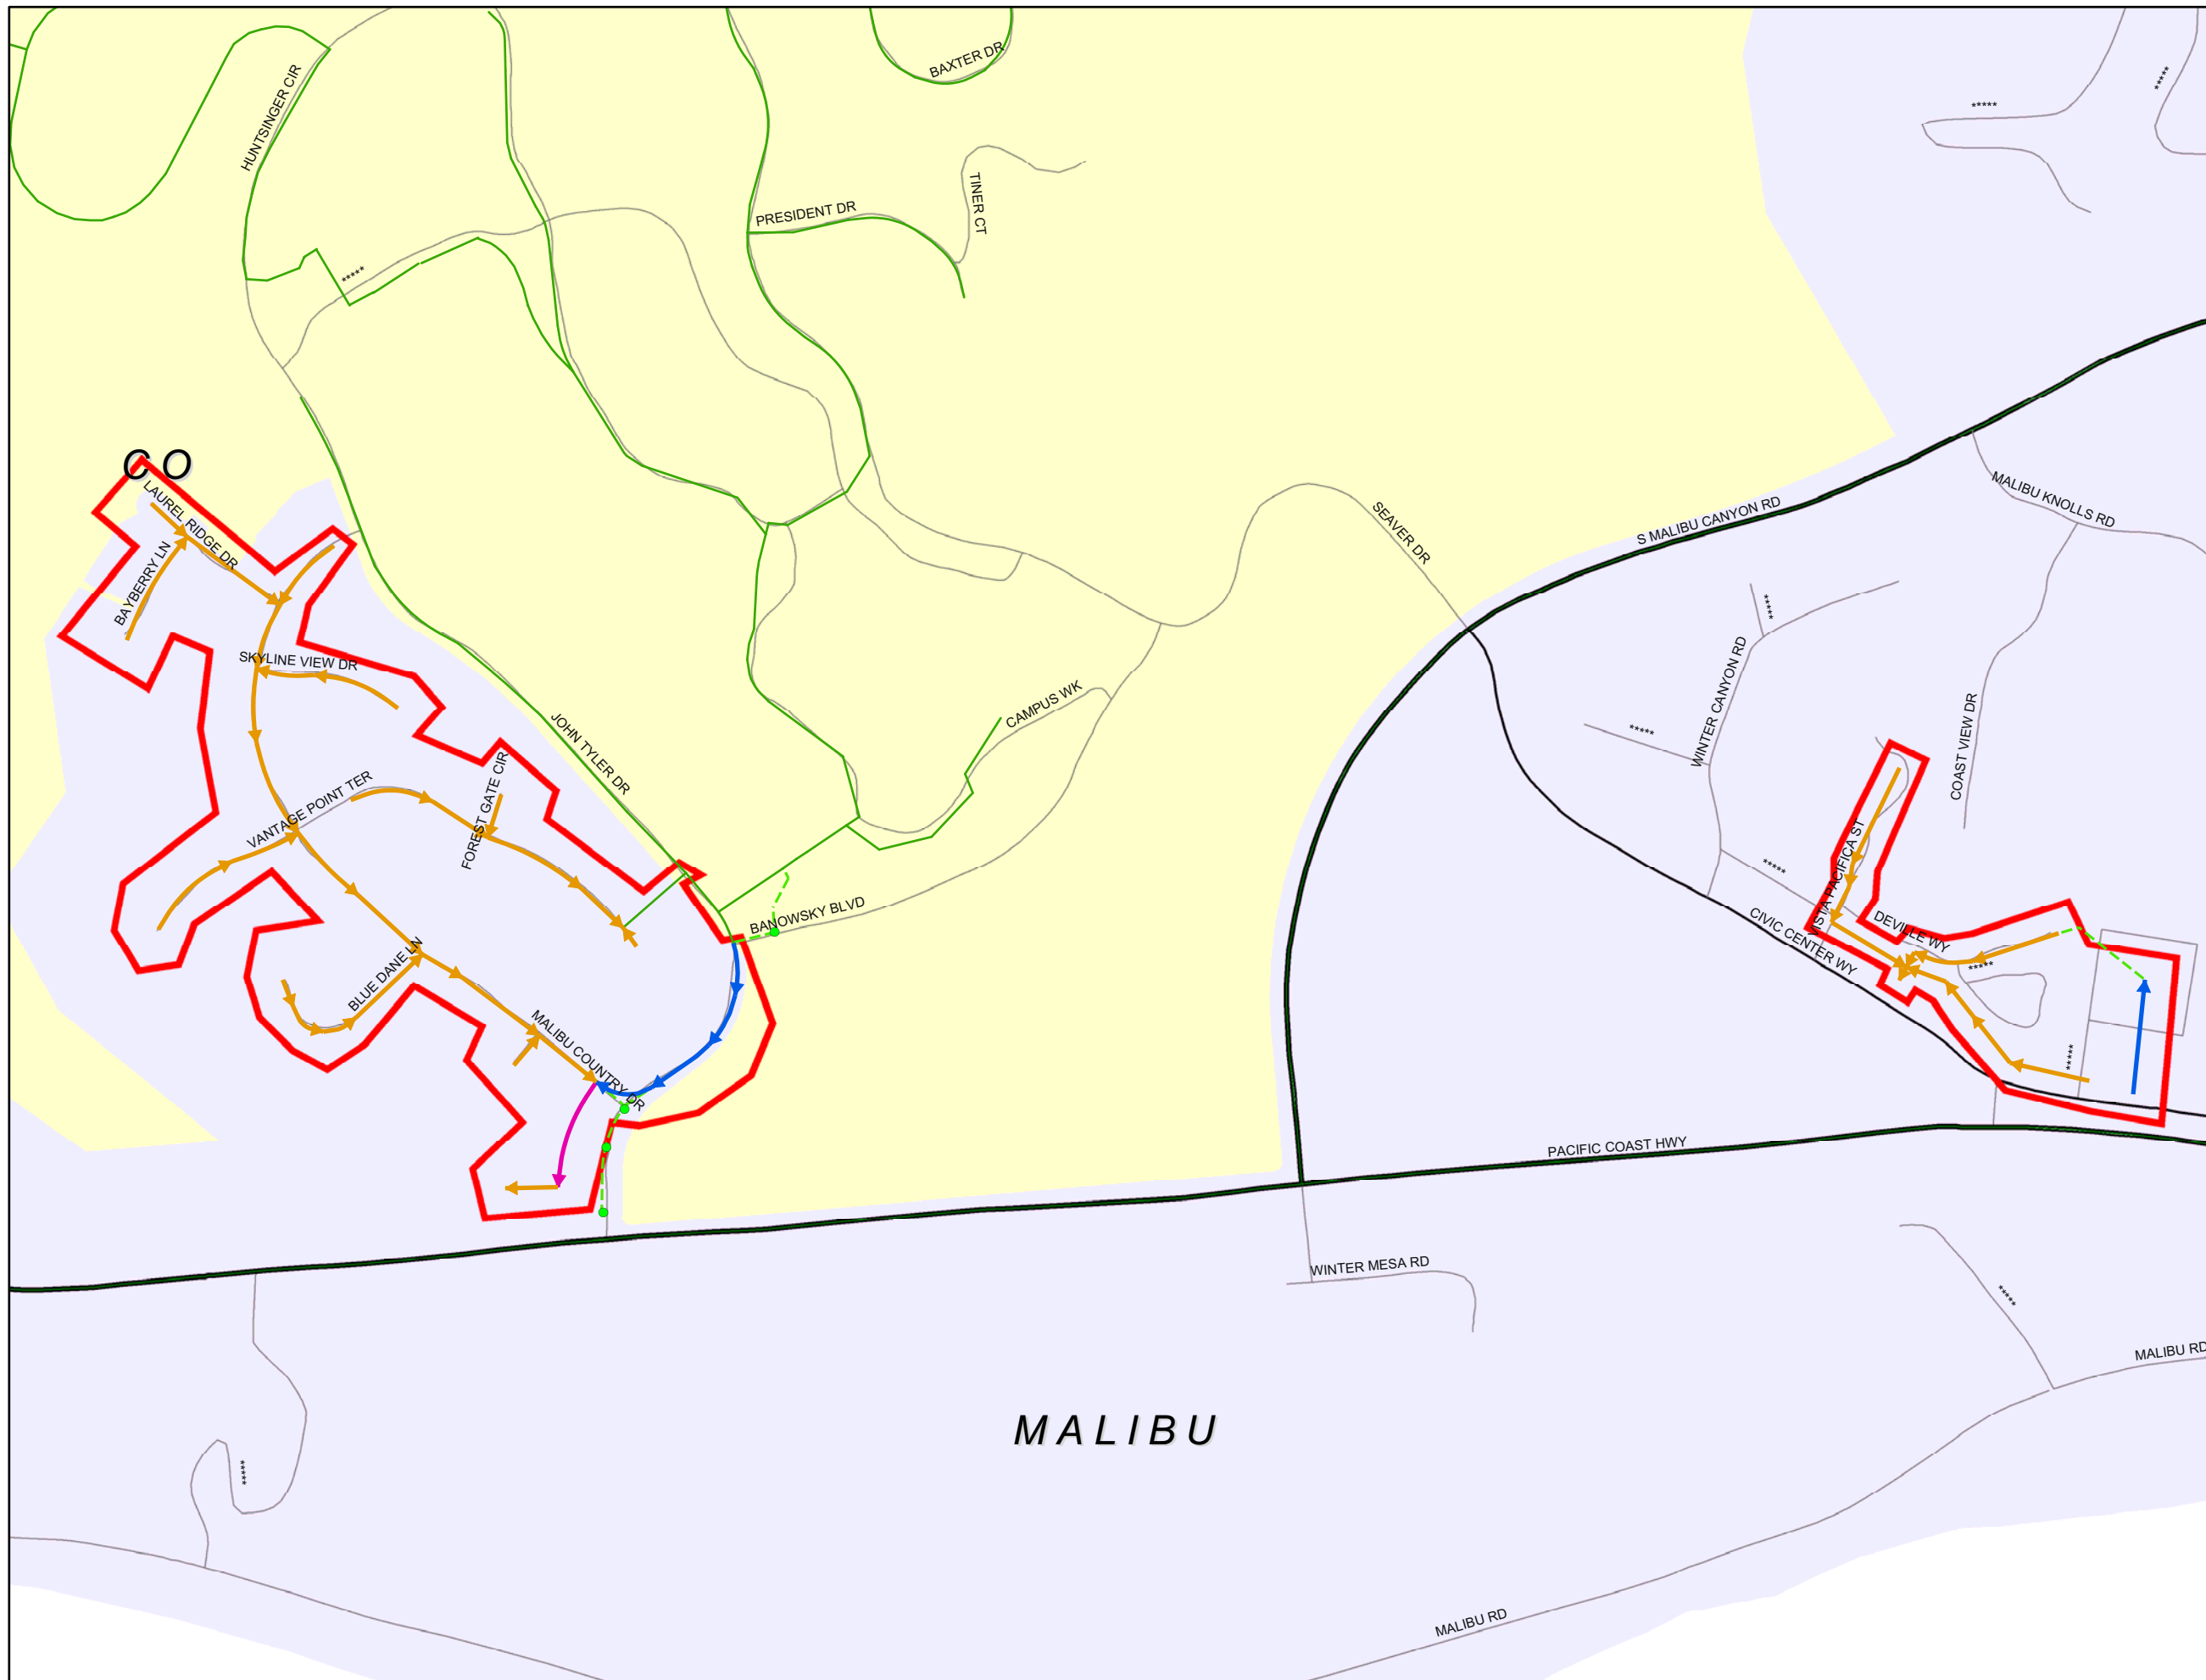 BAXTER DR
HUNTSINGER CIR
*****
*****
PRESIDENT DR
TINER CT
*****
C O
LAUREL RIDGE DR
BAYBERRY LN
SKYLINE VIEW DR
SEAVER DR
S MALIBU CANYON RD
MALIBU KNOLLS RD
*****
WINTER CANYON RD
*****
COAST VIEW DR
CAMPUS WK
JOHN TYLER DR
VANTAGE POINT TER
FOREST GATE CIR
*****
VISTA PACIFICA ST
BANOWSKY BLVD
CIVIC CENTER WY
DEVILLE WY
*****
BLUE DANE LN
MALIBU COUNTRY DR
*****
PACIFIC COAST HWY
WINTER MESA RD
*****
MALIBU RD
MALIBU
*****
MALIBU RD